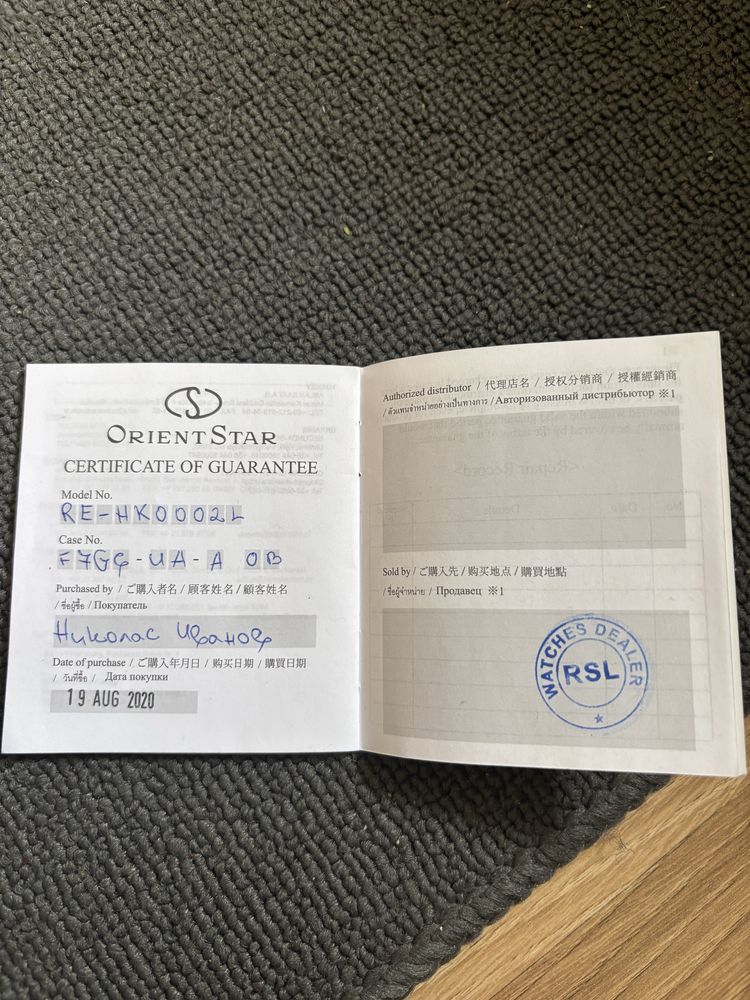 ORIENT STAR
CERTIFICATE OF GUARANTEE
Model No.
RE-HK0002L
Case No.
F7GG-UA-A 0B
Purchased by / ご購入者名 / 顾客姓名 / 顧客姓名
/ ชื่อผู้ซื้อ / Покупатель
Николас Иванов
Date of purchase / ご購入年月日 / 购买日期 / 購買日期
/ วันที่ซื้อ / Дата покупки
19 AUG 2020
Authorized distributor / 代理店名 / 授权分销商 / 授權經銷商
/ ตัวแทนจำหน่ายอย่างเป็นทางการ / Авторизованный дистрибьютор ※1
Sold by / ご購入先 / 购买地点 / 購買地點
/ ชื่อผู้จำหน่าย / Продавец ※1
WATCHES DEALER
RSL